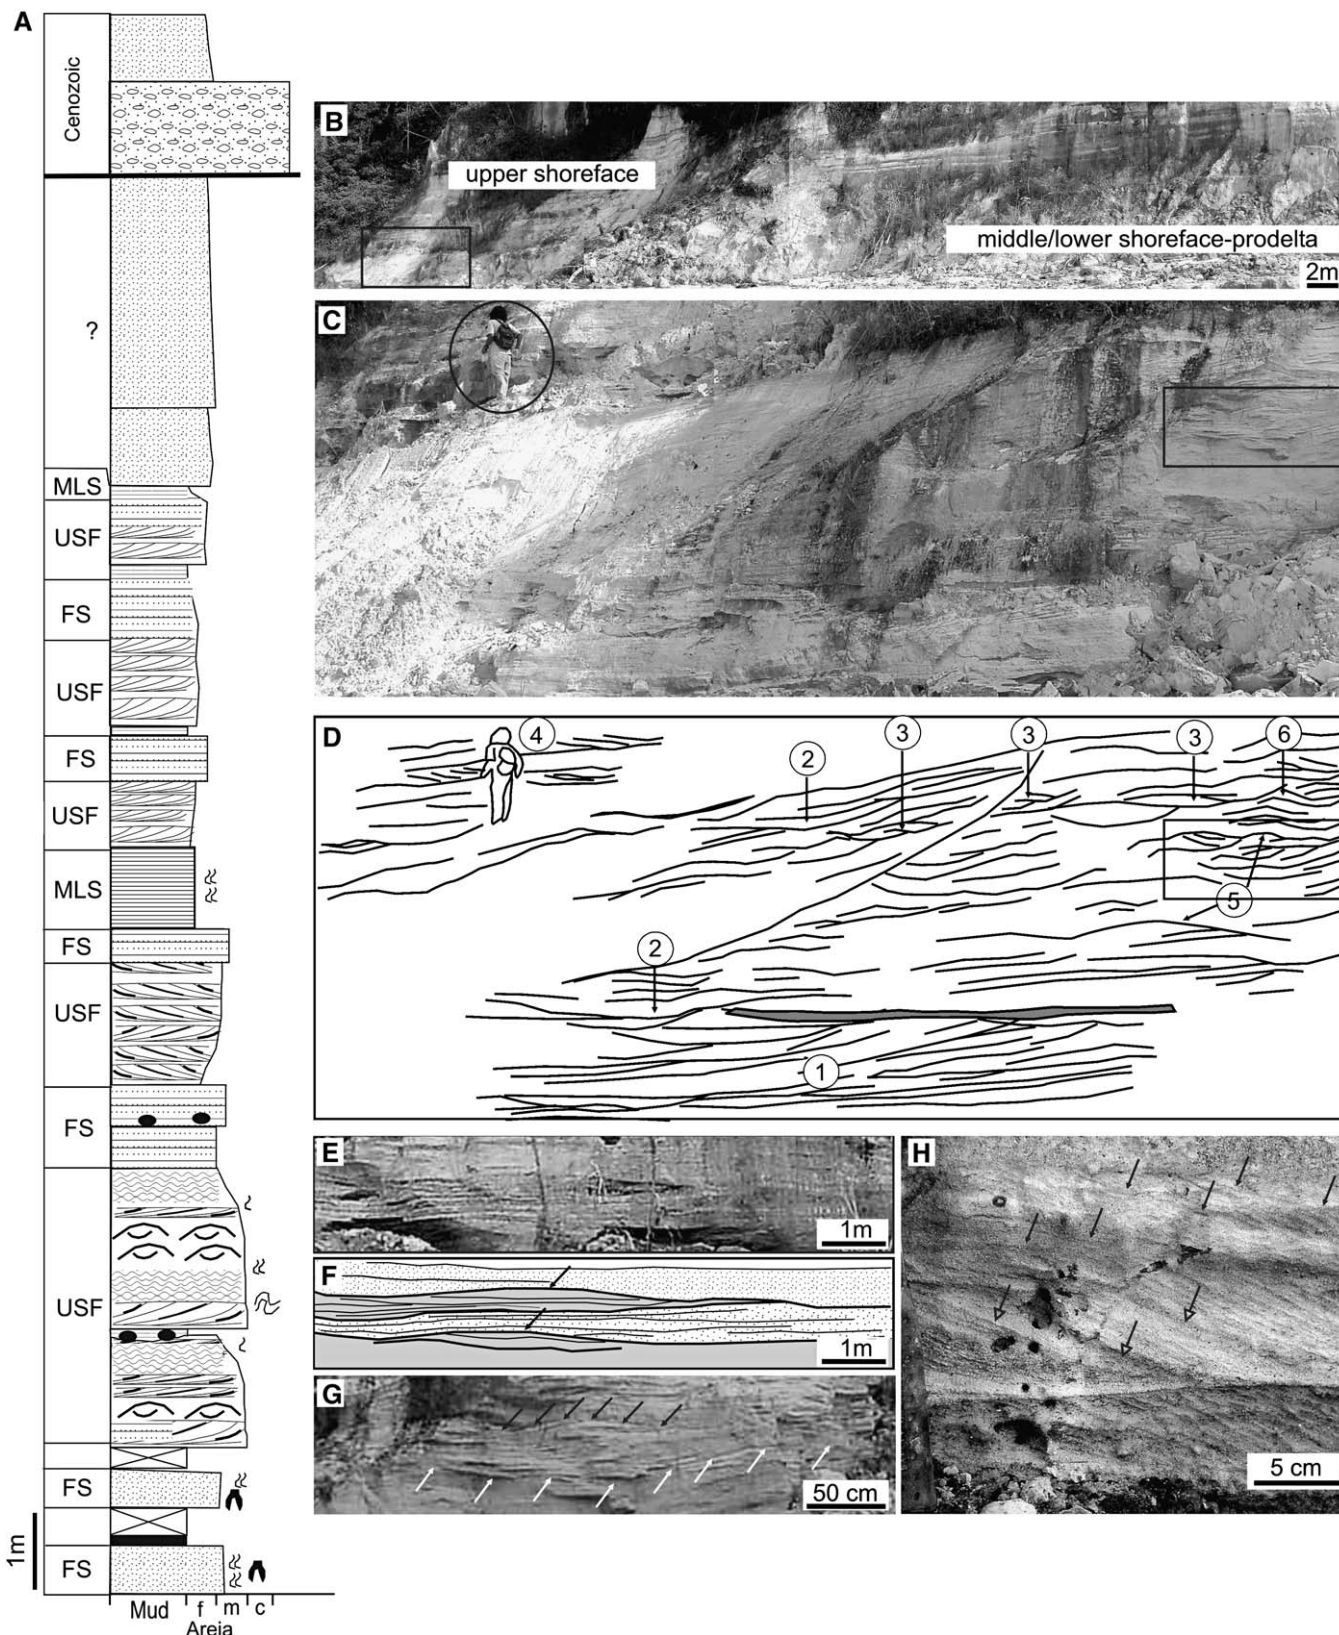 A
Cenozoic
?
MLS
USF
FS
USF
FS
USF
MLS
FS
USF
FS
USF
FS
FS
1m
Mud
f
m
c
Areia
B
upper shoreface
middle/lower shoreface-prodelta
2m
C
D
4
2
3
3
3
6
5
2
1
E
1m
F
1m
G
50 cm
H
5 cm